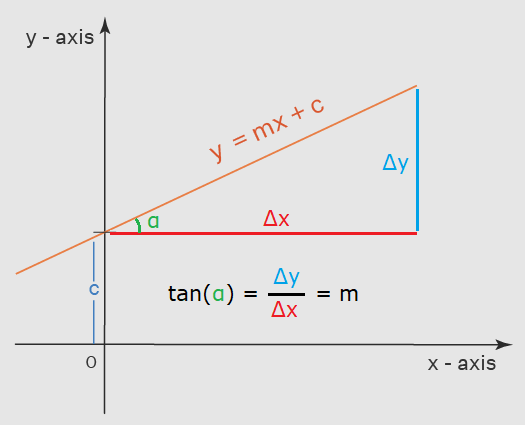 y - axis
y = mx + c
Δy
a
Δx
c
tan(a) = Δy/Δx = m
O
x - axis